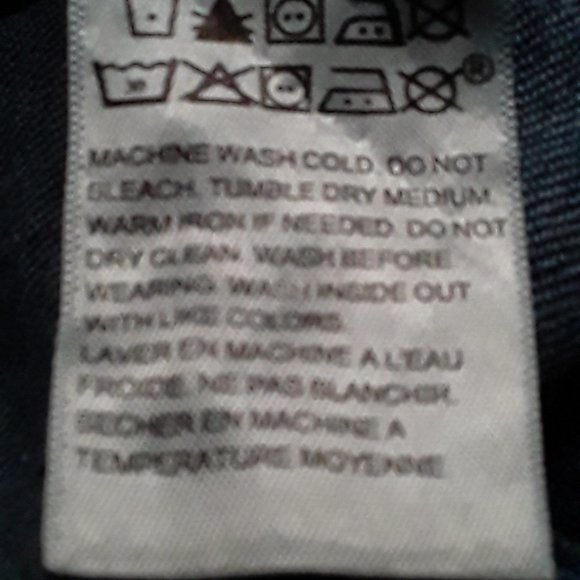 ®
MACHINE WASH COLD. DO NOT
BLEACH. TUMBLE DRY MEDIUM.
WARM IRON IF NEEDED. DO NOT
DRY CLEAN. WASH BEFORE
WEARING. WASH INSIDE OUT
WITH LIKE COLORS.
LAVER EN MACHINE A L'EAU
FROIDE. NE PAS BLANCHIR.
SECHER EN MACHINE A
TEMPERATURE MOYENNE